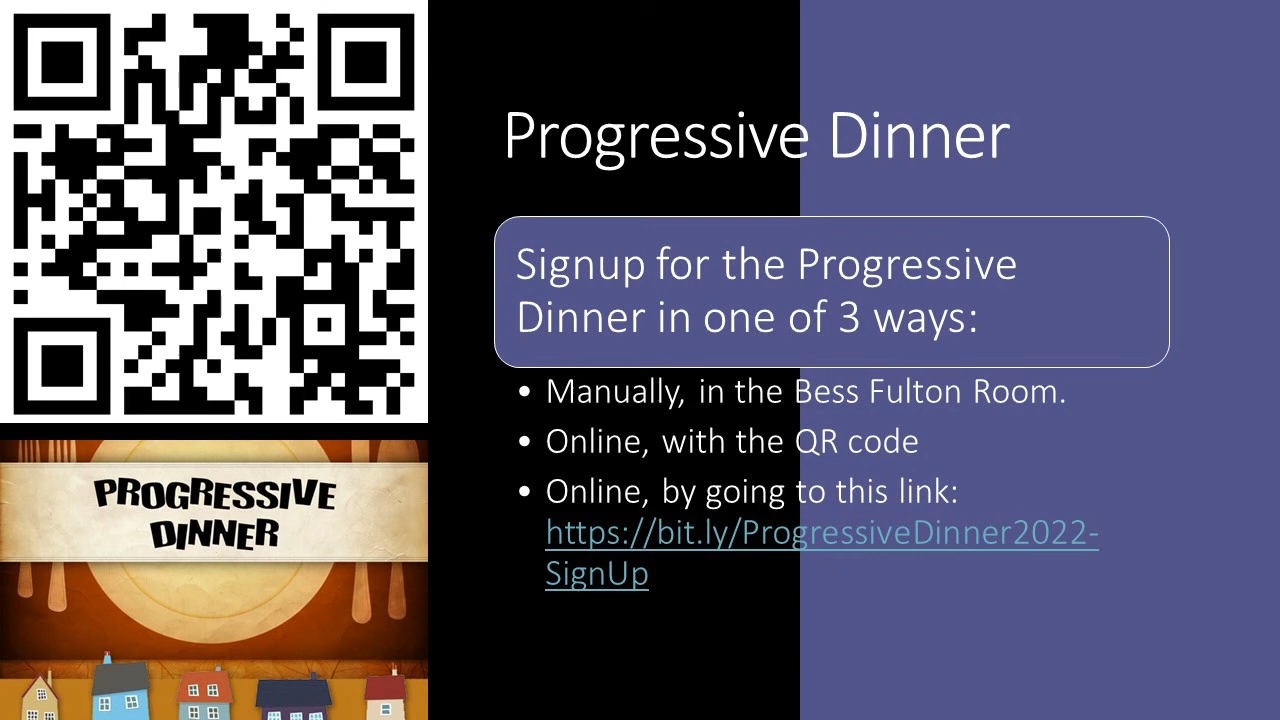 Progressive Dinner
Signup for the Progressive
Dinner in one of 3 ways:
• Manually, in the Bess Fulton Room.
• Online, with the QR code
• Online, by going to this link:
https://bit.ly/ProgressiveDinner2022-
SignUp
PROGRESSIVE
DINNER